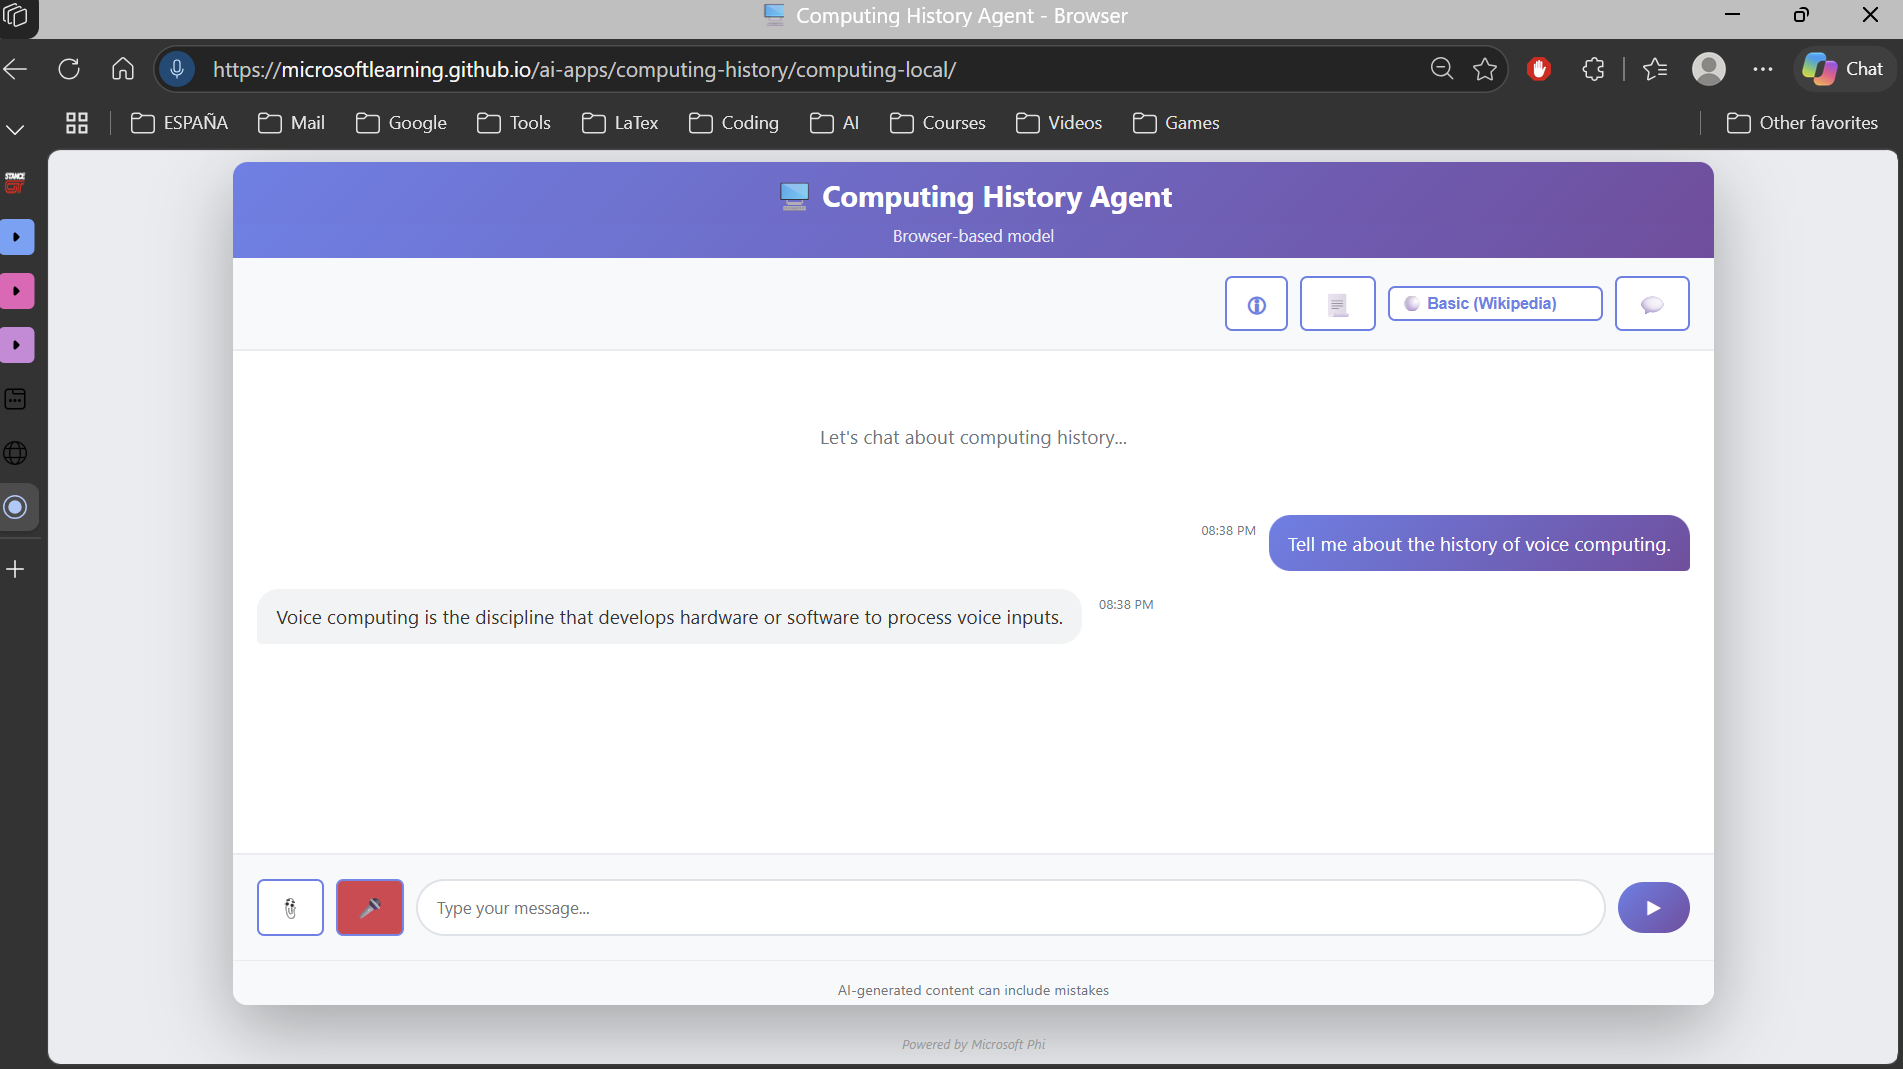 Computing History Agent - Browser
https://microsoftlearning.github.io/ai-apps/computing-history/computing-local/
Chat
ESPAÑA
Mail
Google
Tools
LaTex
Coding
AI
Courses
Videos
Games
Other favorites
STANCE
Computing History Agent
Browser-based model
Basic (Wikipedia)
Let's chat about computing history...
08:38 PM
Tell me about the history of voice computing.
Voice computing is the discipline that develops hardware or software to process voice inputs.
08:38 PM
Type your message...
AI-generated content can include mistakes
Powered by Microsoft Phi